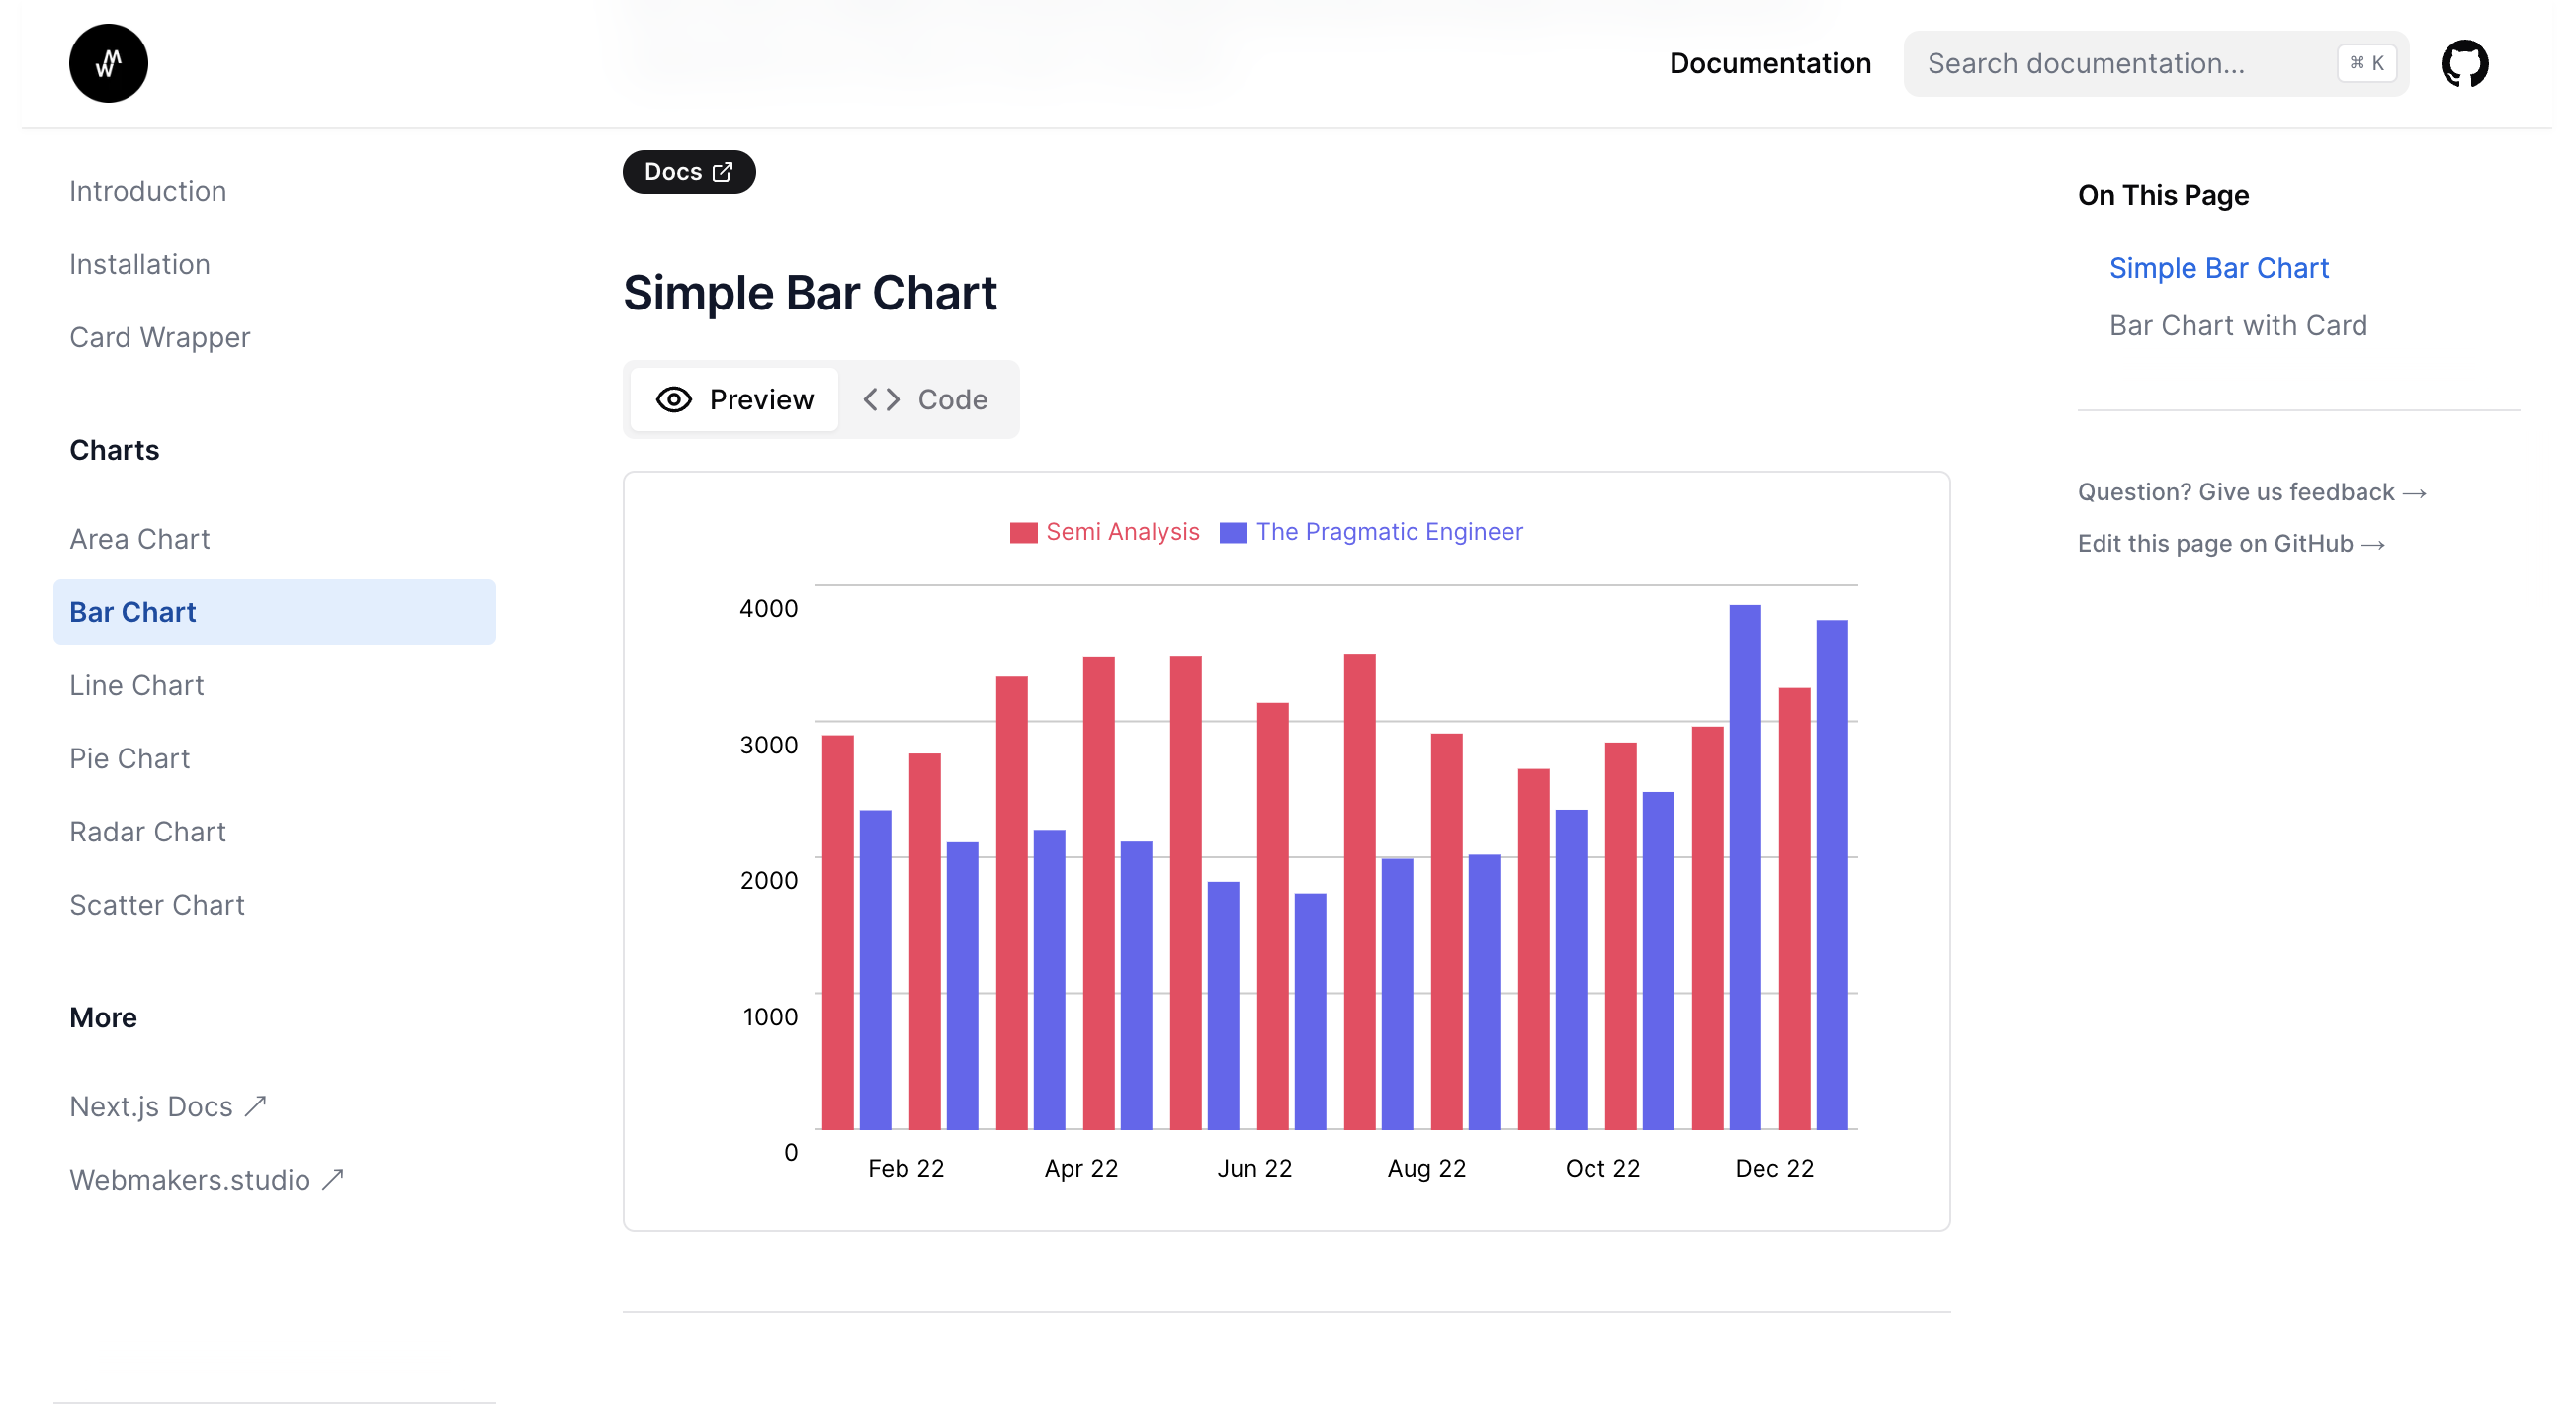 Documentation
Search documentation...
⌘ K
Introduction
Installation
Card Wrapper
Charts
Area Chart
Bar Chart
Line Chart
Pie Chart
Radar Chart
Scatter Chart
More
Next.js Docs
Webmakers.studio
Docs
Simple Bar Chart
Preview
Code
Semi Analysis The Pragmatic Engineer
4000
3000
2000
1000
0
Feb 22 Apr 22 Jun 22 Aug 22 Oct 22 Dec 22
On This Page
Simple Bar Chart
Bar Chart with Card
Question? Give us feedback →
Edit this page on GitHub →